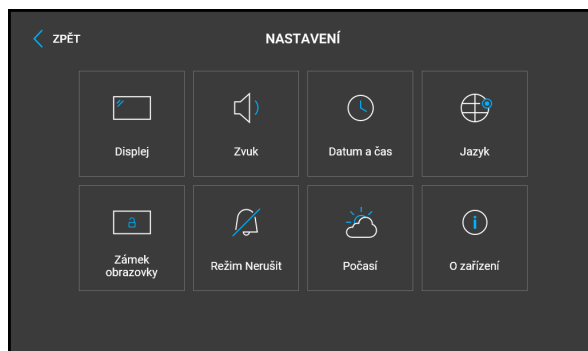 ZPĚT
NASTAVENÍ
Displej
Zvuk
Datum a čas
Jazyk
Zámek
obrazovky
Režim Nerušit
Počasí
O zařízení